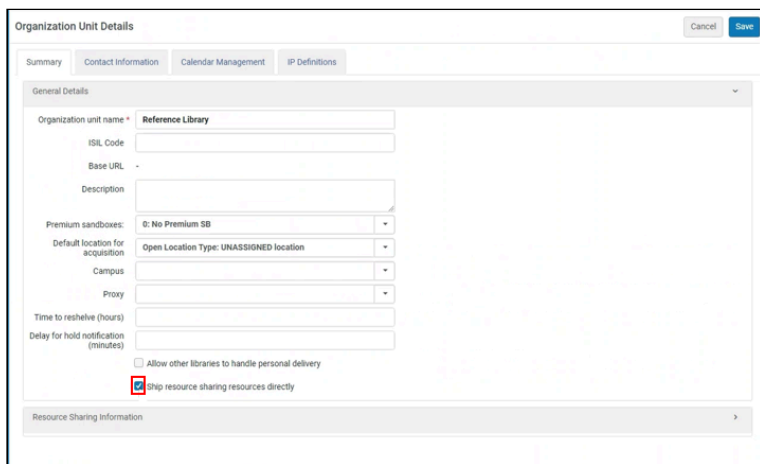 Organization Unit Details
Cancel Save
Summary Contact Information Calendar Management IP Definitions
General Details
Organization unit name * Reference Library
ISIL Code
Base URL -
Description
Premium sandboxes: 0: No Premium SB
Default location for
acquisition Open Location Type: UNASSIGNED location
Campus
Proxy
Time to reshelve (hours)
Delay for hold notification
(minutes)
Allow other libraries to handle personal delivery
Ship resource sharing resources directly
Resource Sharing Information